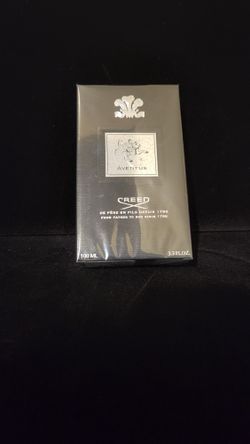 AVENTUS
CREED
DE PÈRE EN FILS DEPUIS 1760
FROM FATHER TO SON SINCE 1760
100 ML 3.3 FL.OZ.